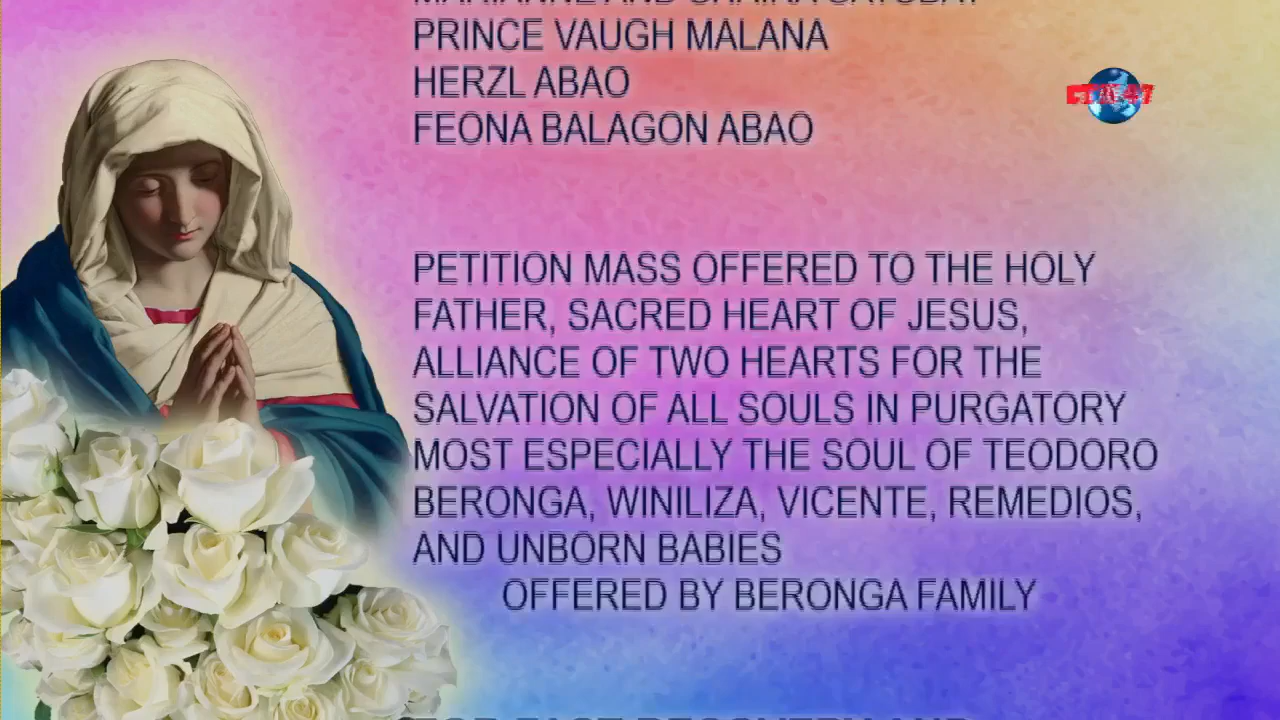 PRINCE VAUGH MALANA
HERZL ABAO
FEONA BALAGON ABAO
PETITION MASS OFFERED TO THE HOLY
FATHER, SACRED HEART OF JESUS,
ALLIANCE OF TWO HEARTS FOR THE
SALVATION OF ALL SOULS IN PURGATORY
MOST ESPECIALLY THE SOUL OF TEODORO
BERONGA, WINILIZA, VICENTE, REMEDIOS,
AND UNBORN BABIES
OFFERED BY BERONGA FAMILY